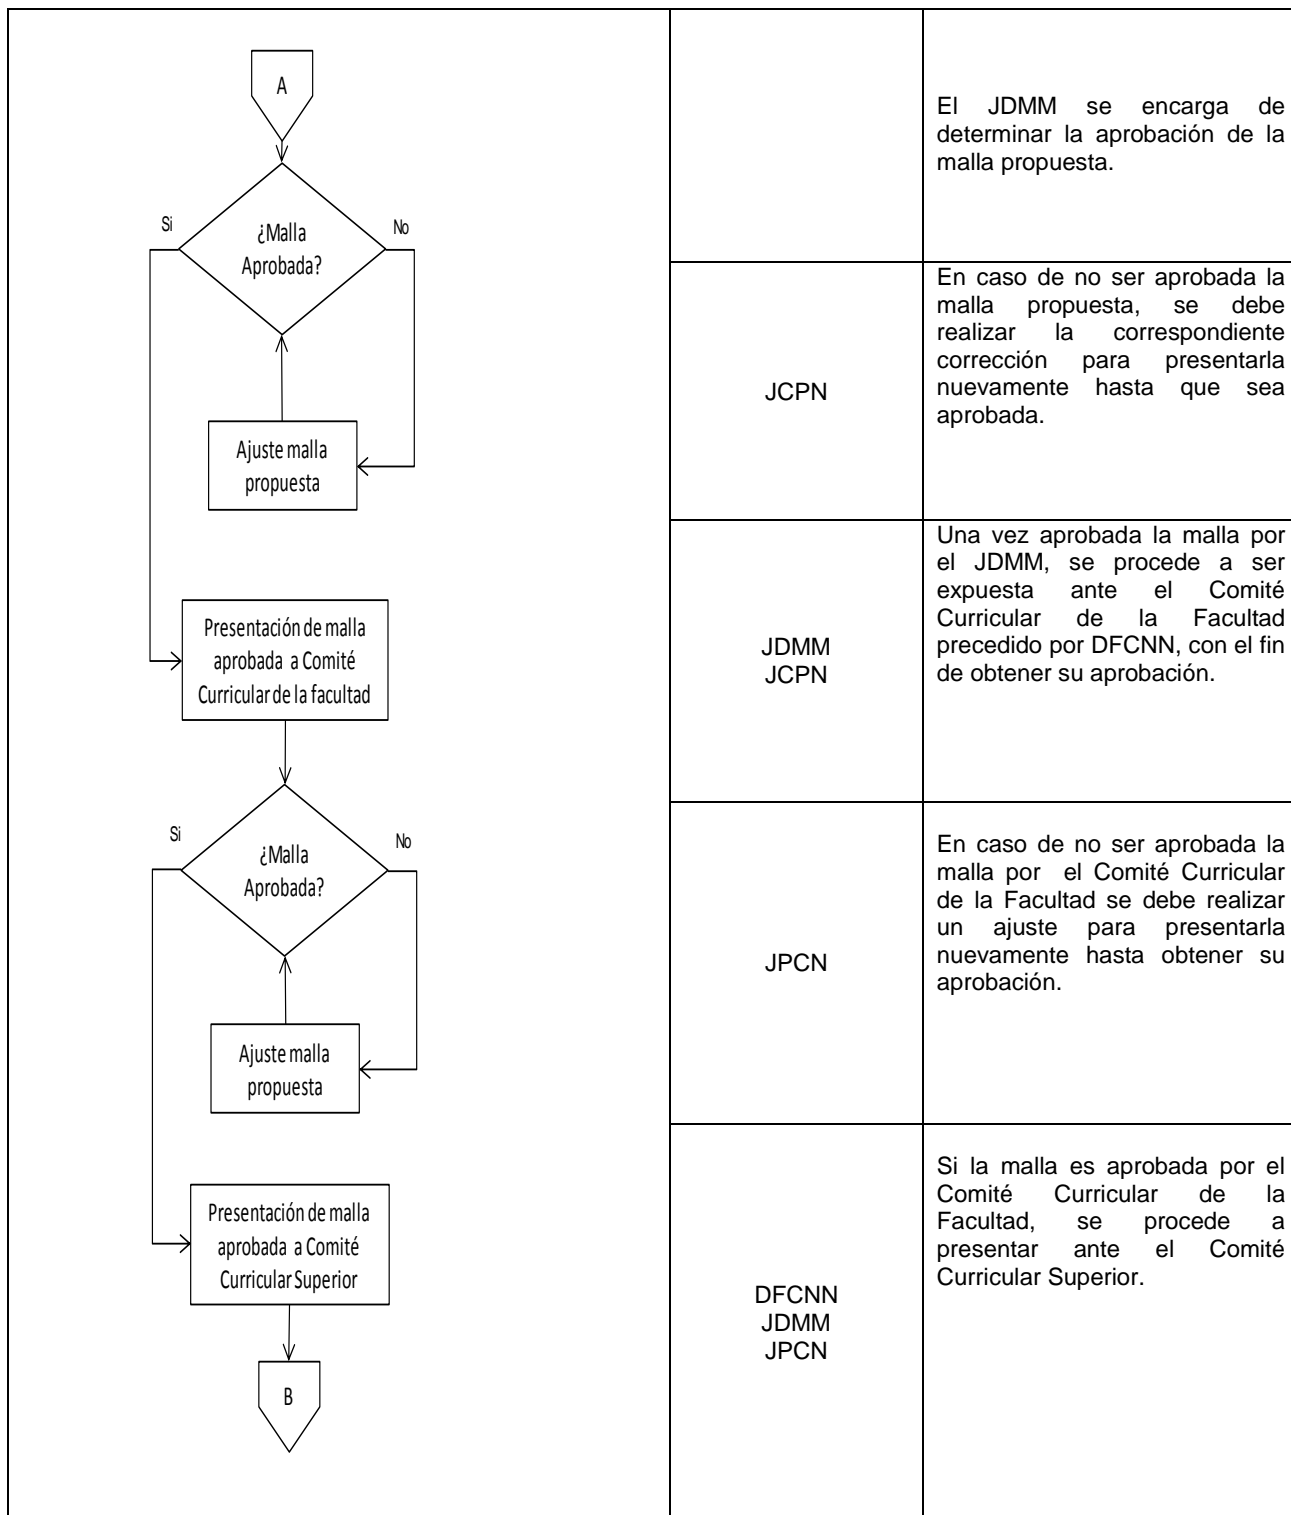 A
¿Malla
Aprobada?
Si
No
Ajuste malla
propuesta
Presentación de malla
aprobada a Comité
Curricular de la facultad
¿Malla
Aprobada?
Si
No
Ajuste malla
propuesta
Presentación de malla
aprobada a Comité
Curricular Superior
B
El JDMM se encarga de
determinar la aprobación de la
malla propuesta.
JCPN
En caso de no ser aprobada la
malla propuesta, se debe
realizar la correspondiente
corrección para presentarla
nuevamente hasta que sea
aprobada.
JDMM
JCPN
Una vez aprobada la malla por
el JDMM, se procede a ser
expuesta ante el Comité
Curricular de la Facultad
precedido por DFCNN, con el fin
de obtener su aprobación.
JPCN
En caso de no ser aprobada la
malla por el Comité Curricular
de la Facultad se debe realizar
un ajuste para presentarla
nuevamente hasta obtener su
aprobación.
DFCNN
JDMM
JPCN
Si la malla es aprobada por el
Comité Curricular de la
Facultad, se procede a
presentar ante el Comité
Curricular Superior.